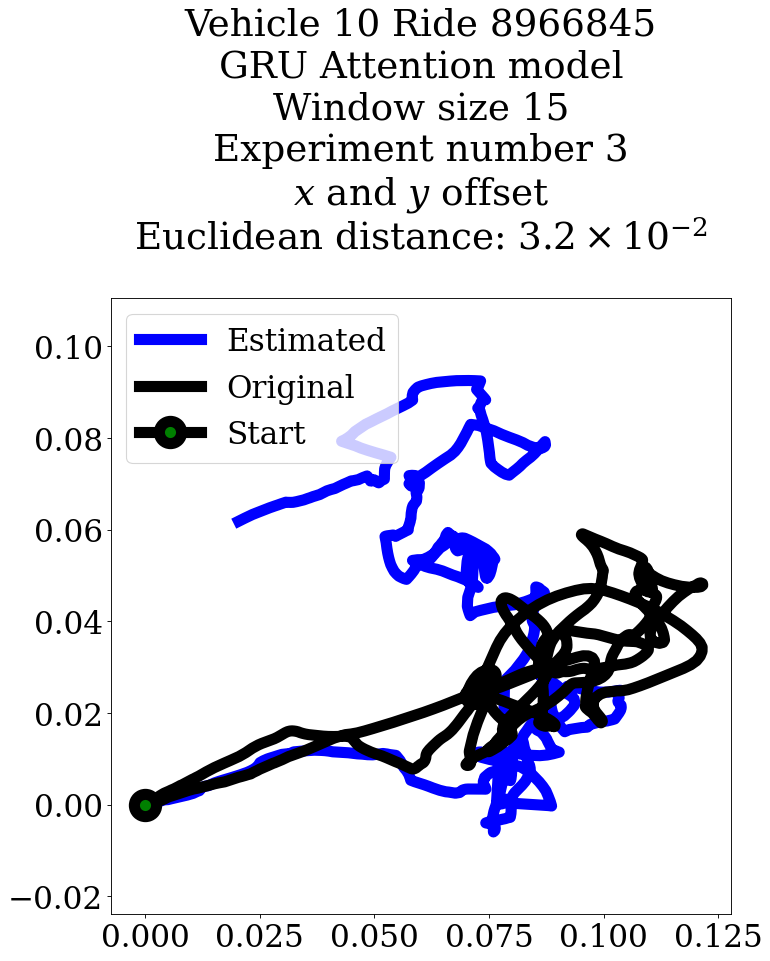 Vehicle 10 Ride 8966845
GRU Attention model
Window size 15
Experiment number 3
x and y offset
Euclidean distance: 3.2 × 10⁻²
Estimated
Original
Start
0.10
0.08
0.06
0.04
0.02
0.00
−0.02
0.000 0.025 0.050 0.075 0.100 0.125